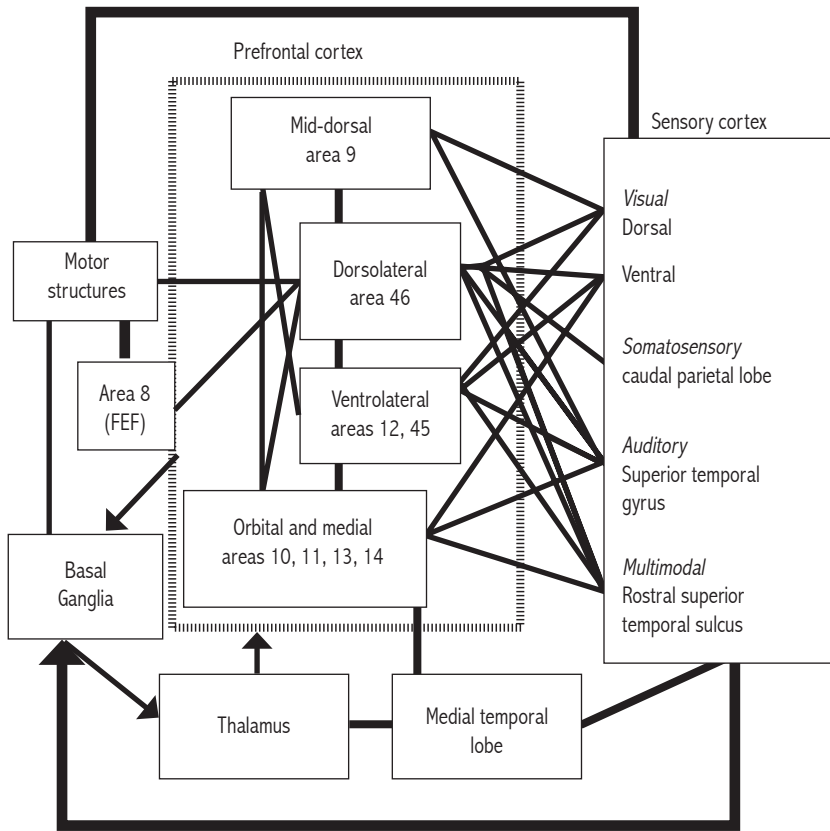 Prefrontal cortex
Mid-dorsal
area 9
Sensory cortex
Visual
Dorsal
Motor
structures
Dorsolateral
area 46
Ventral
Somatosensory
caudal parietal lobe
Area 8
(FEF)
Ventrolateral
areas 12, 45
Auditory
Superior temporal
gyrus
Orbital and medial
areas 10, 11, 13, 14
Basal
Ganglia
Multimodal
Rostral superior
temporal sulcus
Thalamus
Medial temporal
lobe